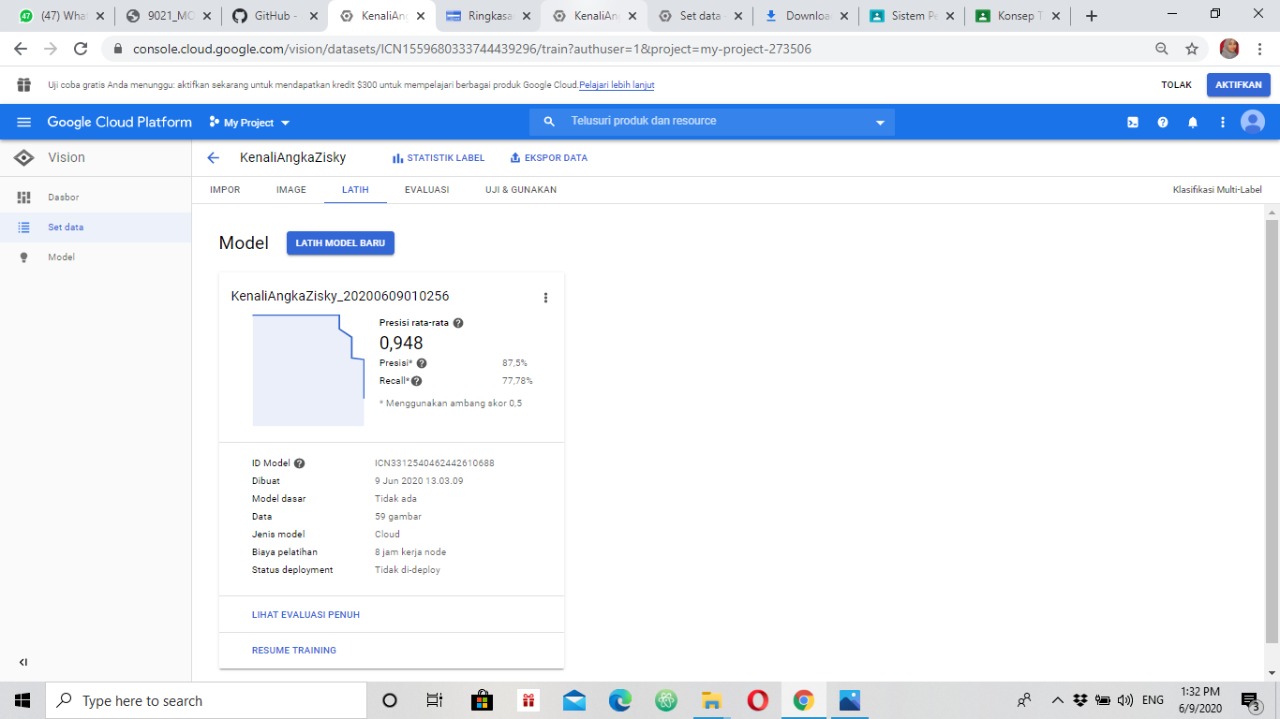 (47) What
9021_MC
GitHub -
KenaliAn
Ringkasa
KenaliAn
Set data
Downloa
Sistem Pe
Konsep T
console.cloud.google.com/vision/datasets/ICN1559680333744439296/train?authuser=1&project=my-project-273506
Uji coba gratis Anda menunggu: aktifkan sekarang untuk mendapatkan kredit $300 untuk mempelajari berbagai produk Google Cloud. Pelajari lebih lanjut
TOLAK
AKTIFKAN
Google Cloud Platform
My Project
Telusuri produk dan resource
Vision
KenaliAngkaZisky
STATISTIK LABEL
EKSPOR DATA
Dasbor
Set data
Model
IMPOR
IMAGE
LATIH
EVALUASI
UJI & GUNAKAN
Klasifikasi Multi-Label
Model
LATIH MODEL BARU
KenaliAngkaZisky_20200609010256
Presisi rata-rata
0,948
Presisi* 87,5%
Recall* 77,78%
* Menggunakan ambang skor 0,5
ID Model ICN3312540462442610688
Dibuat 9 Jun 2020 13.03.09
Model dasar Tidak ada
Data 59 gambar
Jenis model Cloud
Biaya pelatihan 8 jam kerja node
Status deployment Tidak di-deploy
LIHAT EVALUASI PENUH
RESUME TRAINING
Type here to search
ENG
1:32 PM
6/9/2020
3